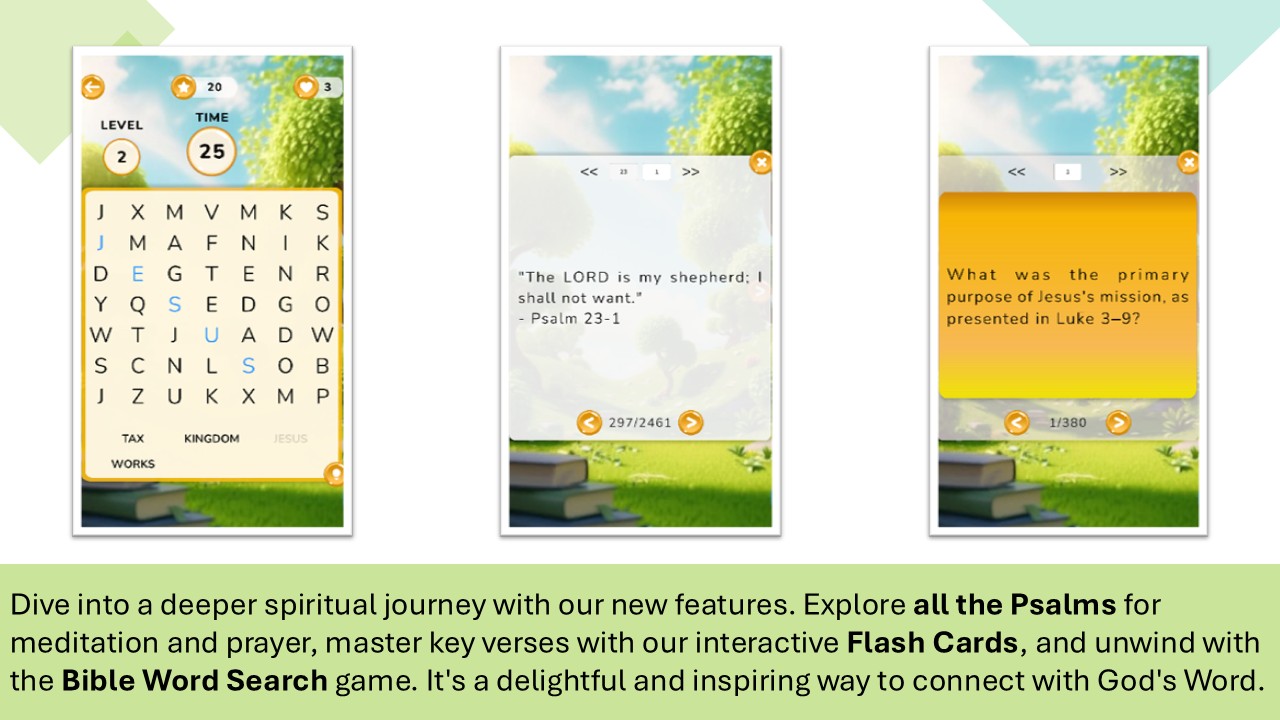 20
3
LEVEL
TIME
2
25
J X M V M K S
J M A F N I K
D E G T E N R
Y Q S E D G O
W T J U A D W
S C N L S O B
J Z U K X M P
TAX KINGDOM JESUS
WORKS
<< 23 1 >>
"The LORD is my shepherd; I
shall not want."
- Psalm 23-1
< 297/2461 >
<< >>
What was the primary
purpose of Jesus's mission, as
presented in Luke 3–9?
< 1/380 >
Dive into a deeper spiritual journey with our new features. Explore all the Psalms for
meditation and prayer, master key verses with our interactive Flash Cards, and unwind with
the Bible Word Search game. It's a delightful and inspiring way to connect with God's Word.